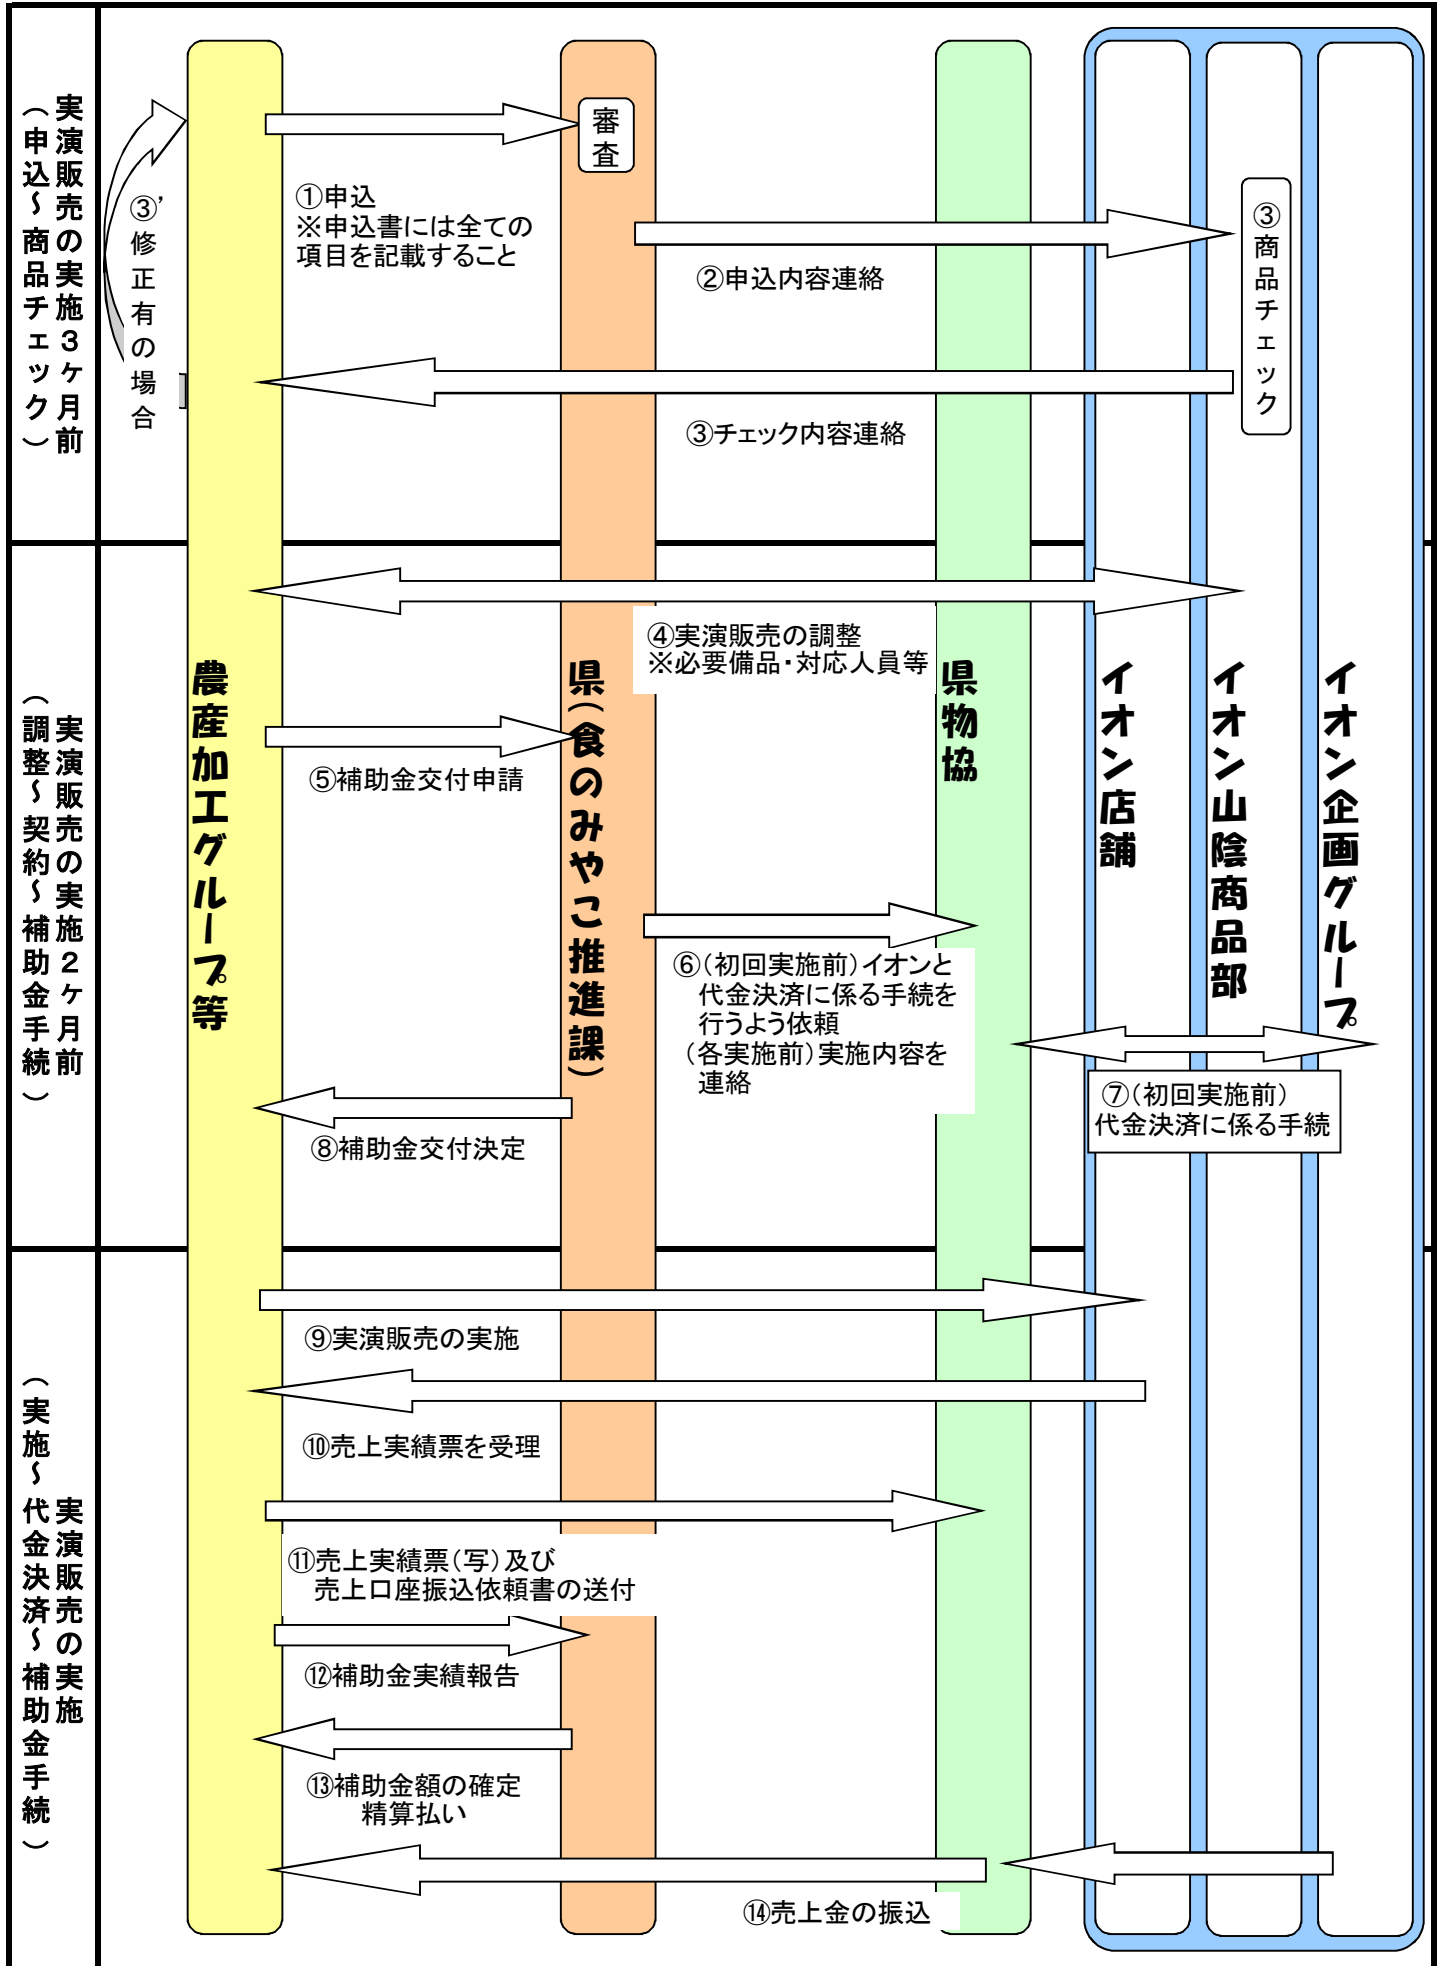 実演販売の実施３ヶ月前
（申込～商品チェック）
審査
①申込
※申込書には全ての
項目を記載すること
③’修正有の場合
②申込内容連絡
③商品チェック
③チェック内容連絡
実演販売の実施２ヶ月前
（調整～契約～補助金手続）
農産加工グループ等
県（食のみやこ推進課）
県物協
イオン店舗
イオン山陰商品部
イオン企画グループ
④実演販売の調整
※必要備品・対応人員等
⑤補助金交付申請
⑥（初回実施前）イオンと
代金決済に係る手続を
行うよう依頼
（各実施前）実施内容を
連絡
⑦（初回実施前）
代金決済に係る手続
⑧補助金交付決定
実演販売の実施
（実施～代金決済～補助金手続）
⑨実演販売の実施
⑩売上実績票を受理
⑪売上実績票（写）及び
売上口座振込依頼書の送付
⑫補助金実績報告
⑬補助金額の確定
精算払い
⑭売上金の振込